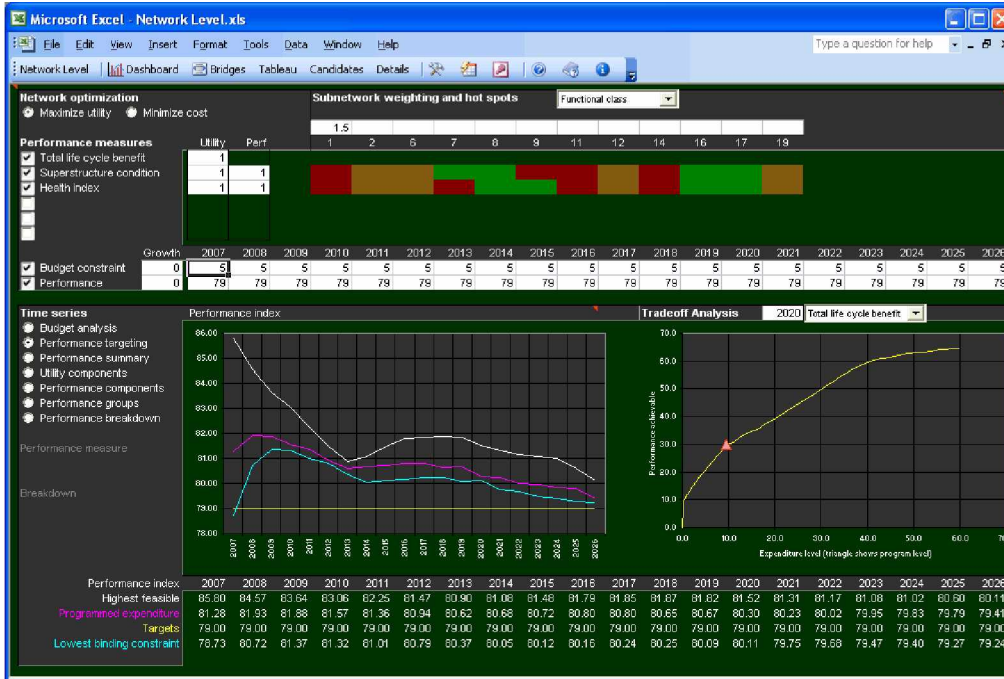 Microsoft Excel - Network Level.xls
File Edit View Insert Format Tools Data Window Help Type a question for help
Network Level Dashboard Bridges Tableau Candidates Details
Network optimization Subnetwork weighting and hot spots Functional class
Maximize utility Minimize cost
1.5
Performance measures Utility Perf 1 2 6 7 8 9 11 12 14 16 17 19
Total life cycle benefit 1
Superstructure condition 1 1
Health index 1 1
Growth 2007 2008 2009 2010 2011 2012 2013 2014 2015 2016 2017 2018 2019 2020 2021 2022 2023 2024 2025 2026
Budget constraint 0 5 5 5 5 5 5 5 5 5 5 5 5 5 5 5 5 5 5 5 5
Performance 0 79 79 79 79 79 79 79 79 79 79 79 79 79 79 79 79 79 79 79 79
Time series Performance index Tradeoff Analysis 2020 Total life cycle benefit
Budget analysis
Performance targeting
Performance summary
Utility components
Performance components
Performance groups
Performance breakdown
Performance measure
Breakdown
86.00
85.00
84.00
83.00
82.00
81.00
80.00
79.00
78.00
2007 2008 2009 2010 2011 2012 2013 2014 2015 2016 2017 2018 2019 2020 2021 2022 2023 2024 2025 2026
Performance achievable
70.0
60.0
50.0
40.0
30.0
20.0
10.0
0.0
0.0 10.0 20.0 30.0 40.0 50.0 60.0
Expenditure level (triangle shows program level)
Performance index 2007 2008 2009 2010 2011 2012 2013 2014 2015 2016 2017 2018 2019 2020 2021 2022 2023 2024 2025 2026
Highest feasible 85.80 84.57 83.64 83.06 82.25 81.47 80.90 81.08 81.48 81.79 81.85 81.87 81.82 81.52 81.31 81.17 81.08 81.02 80.60 80.11
Programmed expenditure 81.28 81.93 81.88 81.57 81.36 80.94 80.62 80.68 80.72 80.80 80.80 80.65 80.67 80.30 80.23 80.02 79.95 79.83 79.79 79.41
Targets 79.00 79.00 79.00 79.00 79.00 79.00 79.00 79.00 79.00 79.00 79.00 79.00 79.00 79.00 79.00 79.00 79.00 79.00 79.00 79.00
Lowest binding constraint 78.73 80.72 81.37 81.32 81.01 80.79 80.37 80.05 80.12 80.16 80.24 80.25 80.09 80.11 79.75 79.68 79.47 79.40 79.27 79.24